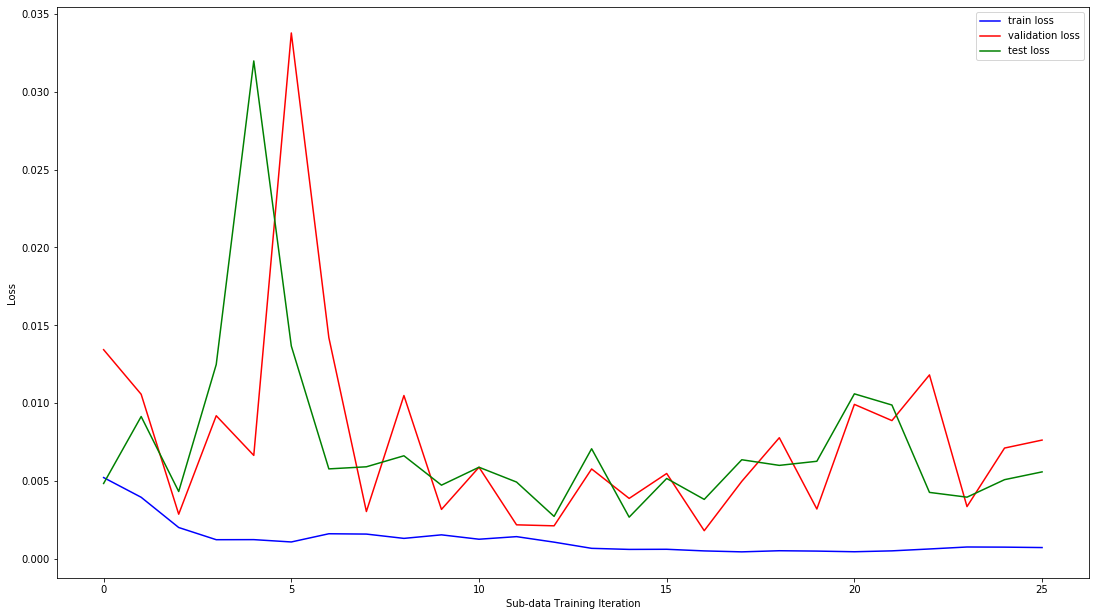 0.035
0.030
0.025
0.020
0.015
0.010
0.005
0.000
Loss
0 5 10 15 20 25
Sub-data Training Iteration
train loss
validation loss
test loss